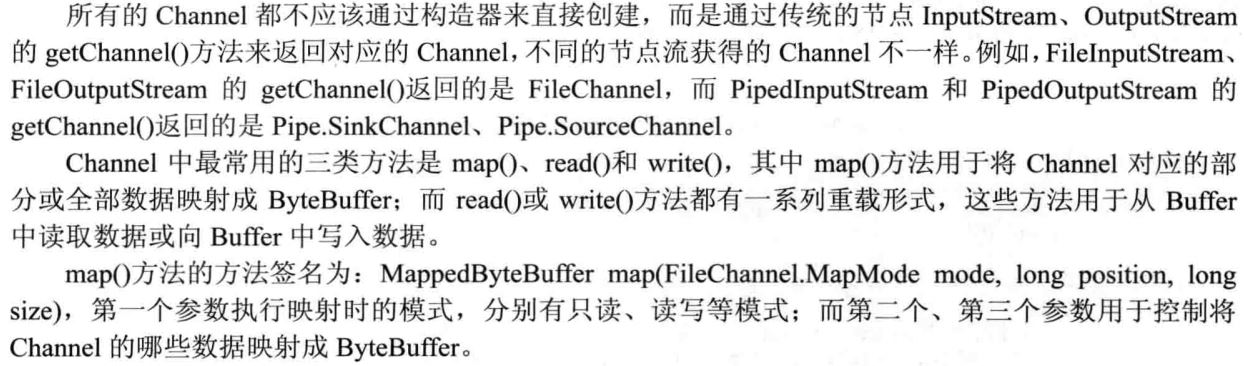 所有的 Channel 都不应该通过构造器来直接创建，而是通过传统的节点 InputStream、OutputStream
的 getChannel()方法来返回对应的 Channel，不同的节点流获得的 Channel 不一样。例如，FileInputStream、
FileOutputStream 的 getChannel()返回的是 FileChannel，而 PipedInputStream 和 PipedOutputStream 的
getChannel()返回的是 Pipe.SinkChannel、Pipe.SourceChannel。
Channel 中最常用的三类方法是 map()、read()和 write()，其中 map()方法用于将 Channel 对应的部
分或全部数据映射成 ByteBuffer；而 read()或 write()方法都有一系列重载形式，这些方法用于从 Buffer
中读取数据或向 Buffer 中写入数据。
map()方法的方法签名为：MappedByteBuffer map(FileChannel.MapMode mode, long position, long
size)，第一个参数执行映射时的模式，分别有只读、读写等模式；而第二个、第三个参数用于控制将
Channel 的哪些数据映射成 ByteBuffer。